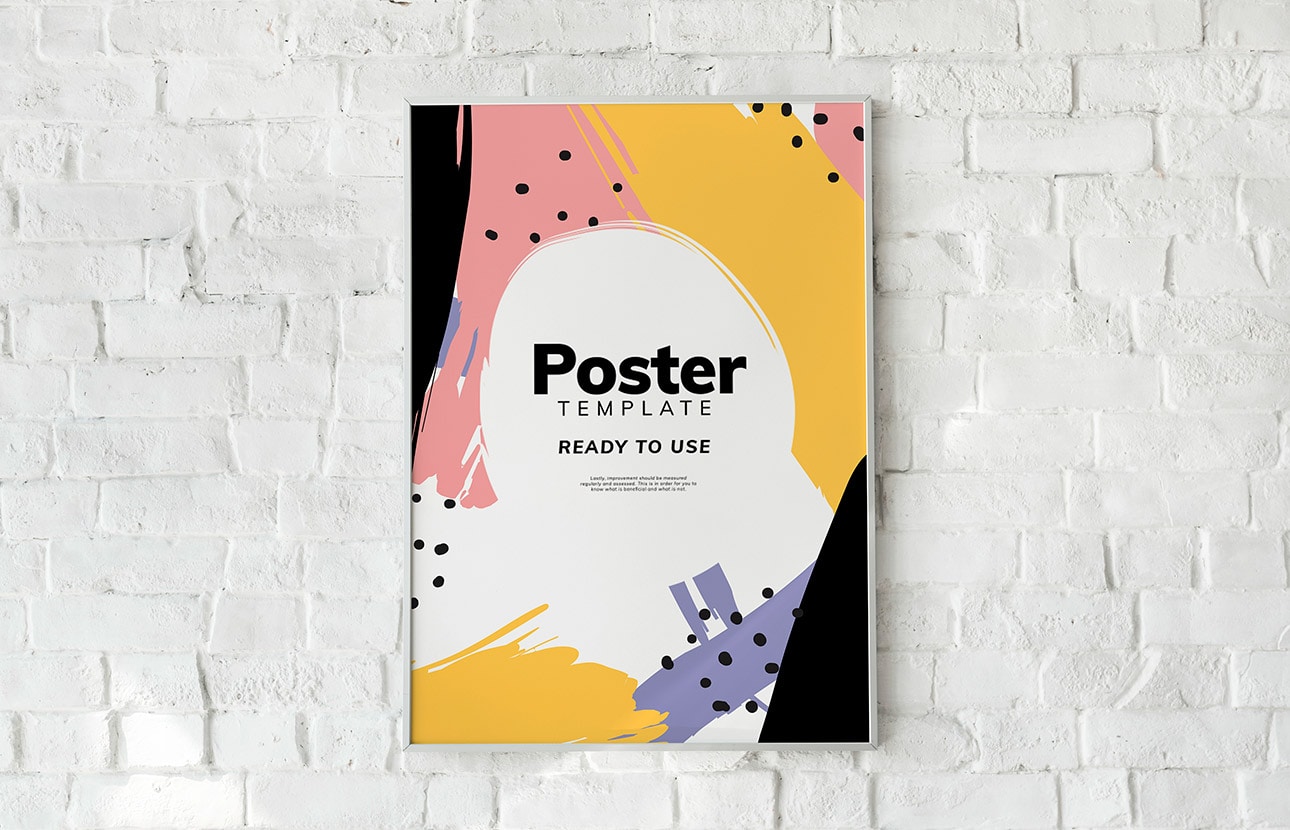 Poster
TEMPLATE
READY TO USE
Lastly, improvement should be measured
regularly and assessed. This is in order for you to
know what is beneficial and what is not.